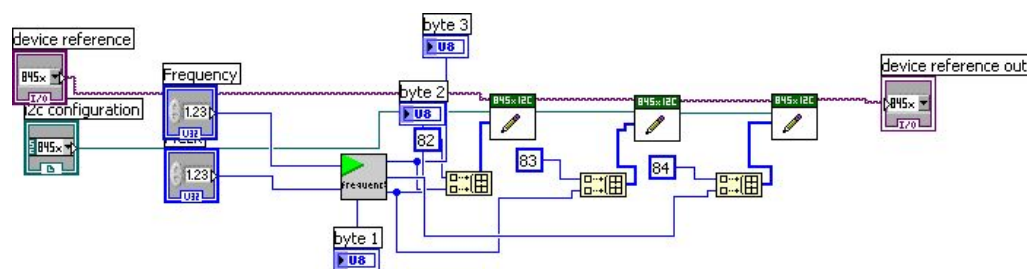 byte 3
U8
device reference
845x
I/O
Frequency
1.23
U32
device reference out
845x
I/O
i2c configuration
845x
byte 2
U8
845x I2C
845x I2C
845x I2C
82
83
84
1.23
U32
frequenc
byte 1
U8